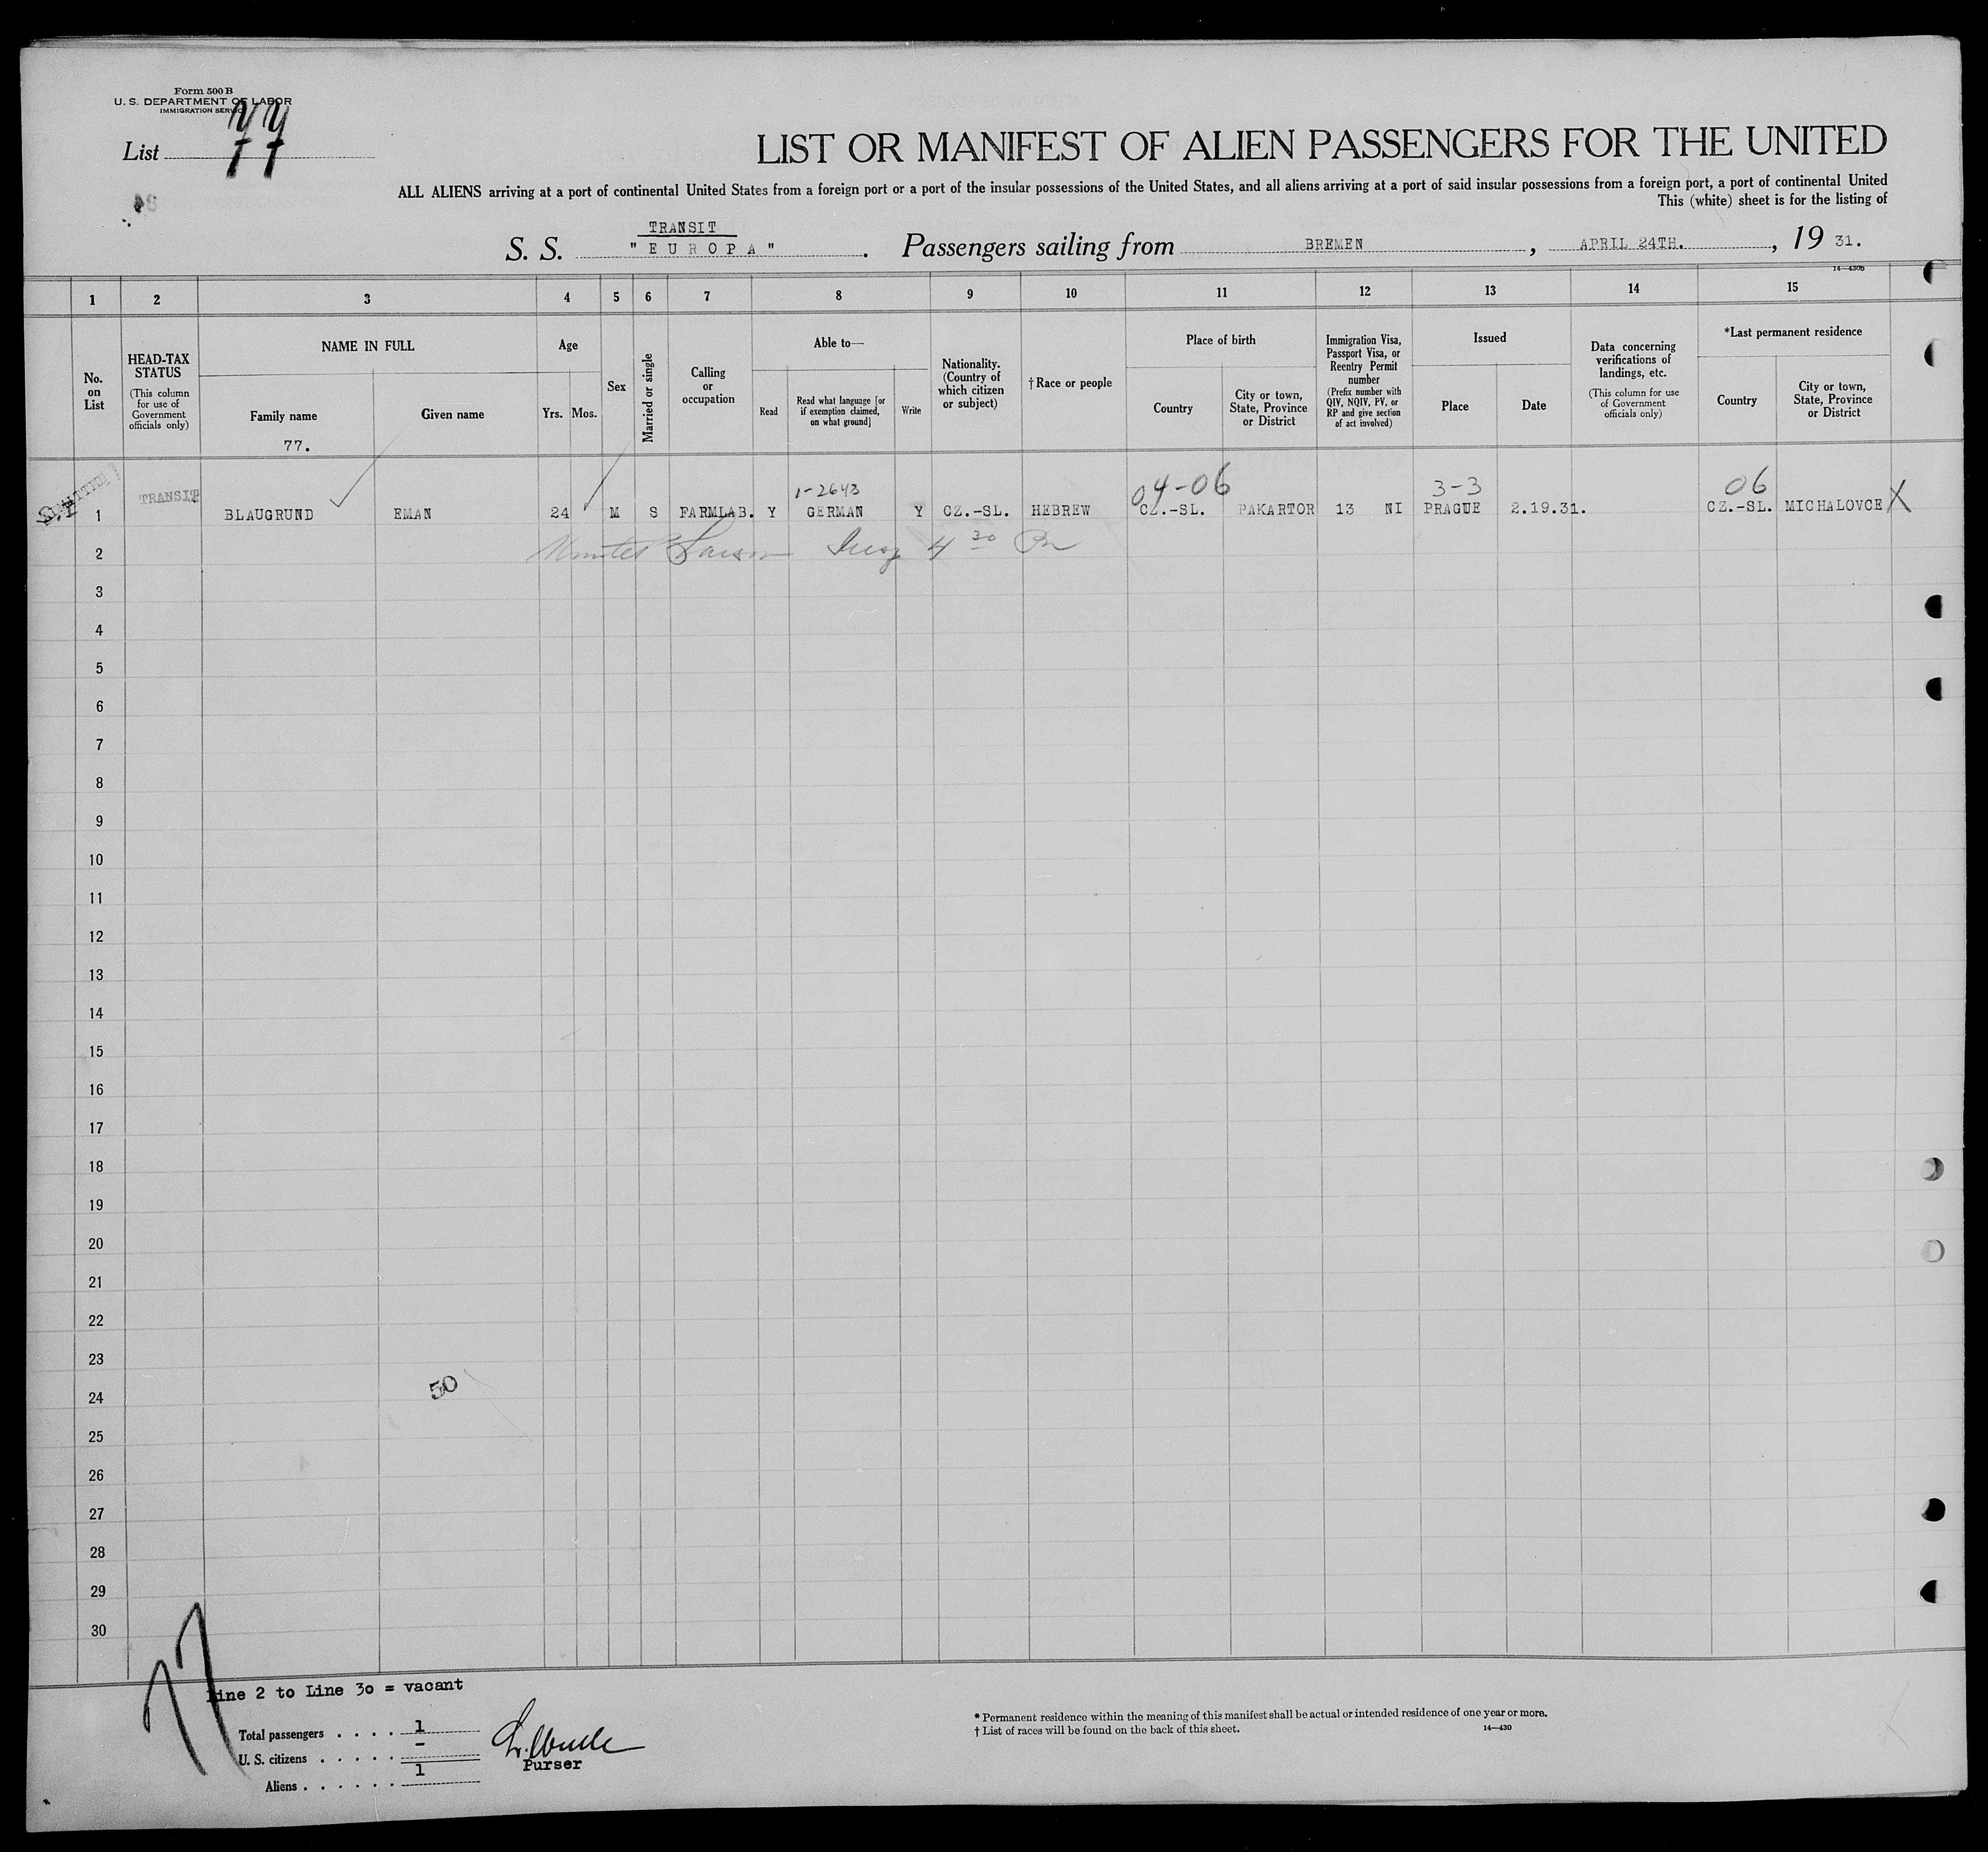 Form 500 B
U. S. DEPARTMENT OF LABOR
IMMIGRATION SERVICE
List 77
LIST OR MANIFEST OF ALIEN PASSENGERS FOR THE UNITED
ALL ALIENS arriving at a port of continental United States from a foreign port or a port of the insular possessions of the United States, and all aliens arriving at a port of said insular possessions from a foreign port, a port of continental United
This (white) sheet is for the listing of
TRANSIT
S. S. "EUROPA". Passengers sailing from BREMEN, APRIL 24TH., 19 31.
14—430b
1 2 3 4 5 6 7 8 9 10 11 12 13 14 15
No. on List
HEAD-TAX STATUS
(This column for use of Government officials only)
NAME IN FULL
Family name
Given name
77.
Age
Yrs. Mos.
Sex
Married or single
Calling or occupation
Able to—
Read
Read what language [or if exemption claimed, on what ground]
Write
Nationality. (Country of which citizen or subject)
† Race or people
Place of birth
Country
City or town, State, Province or District
Immigration Visa, Passport Visa, or Reentry Permit number
(Prefix number with QIV, NQIV, PV, or RP and give section of act involved)
Issued
Place
Date
Data concerning verifications of landings, etc.
(This column for use of Government officials only)
*Last permanent residence
Country
City or town, State, Province or District
1-2643 04-06 3-3 06
1 TRANSIT BLAUGRUND EMAN 24 M S FARMLAB. Y GERMAN Y CZ.-SL. HEBREW CZ.-SL. PAKARTOR 13 NI PRAGUE 2.19.31. CZ.-SL. MICHALOVCE X
2 4 30
3
4
5
6
7
8
9
10
11
12
13
14
15
16
17
18
19
20
21
22
23
24 50
25
26
27
28
29
30
77
Line 2 to Line 30 = vacant
Total passengers . . . . 1
U. S. citizens . . . . . –
Aliens . . . . . . 1
Purser
* Permanent residence within the meaning of this manifest shall be actual or intended residence of one year or more.
† List of races will be found on the back of this sheet.
14—430